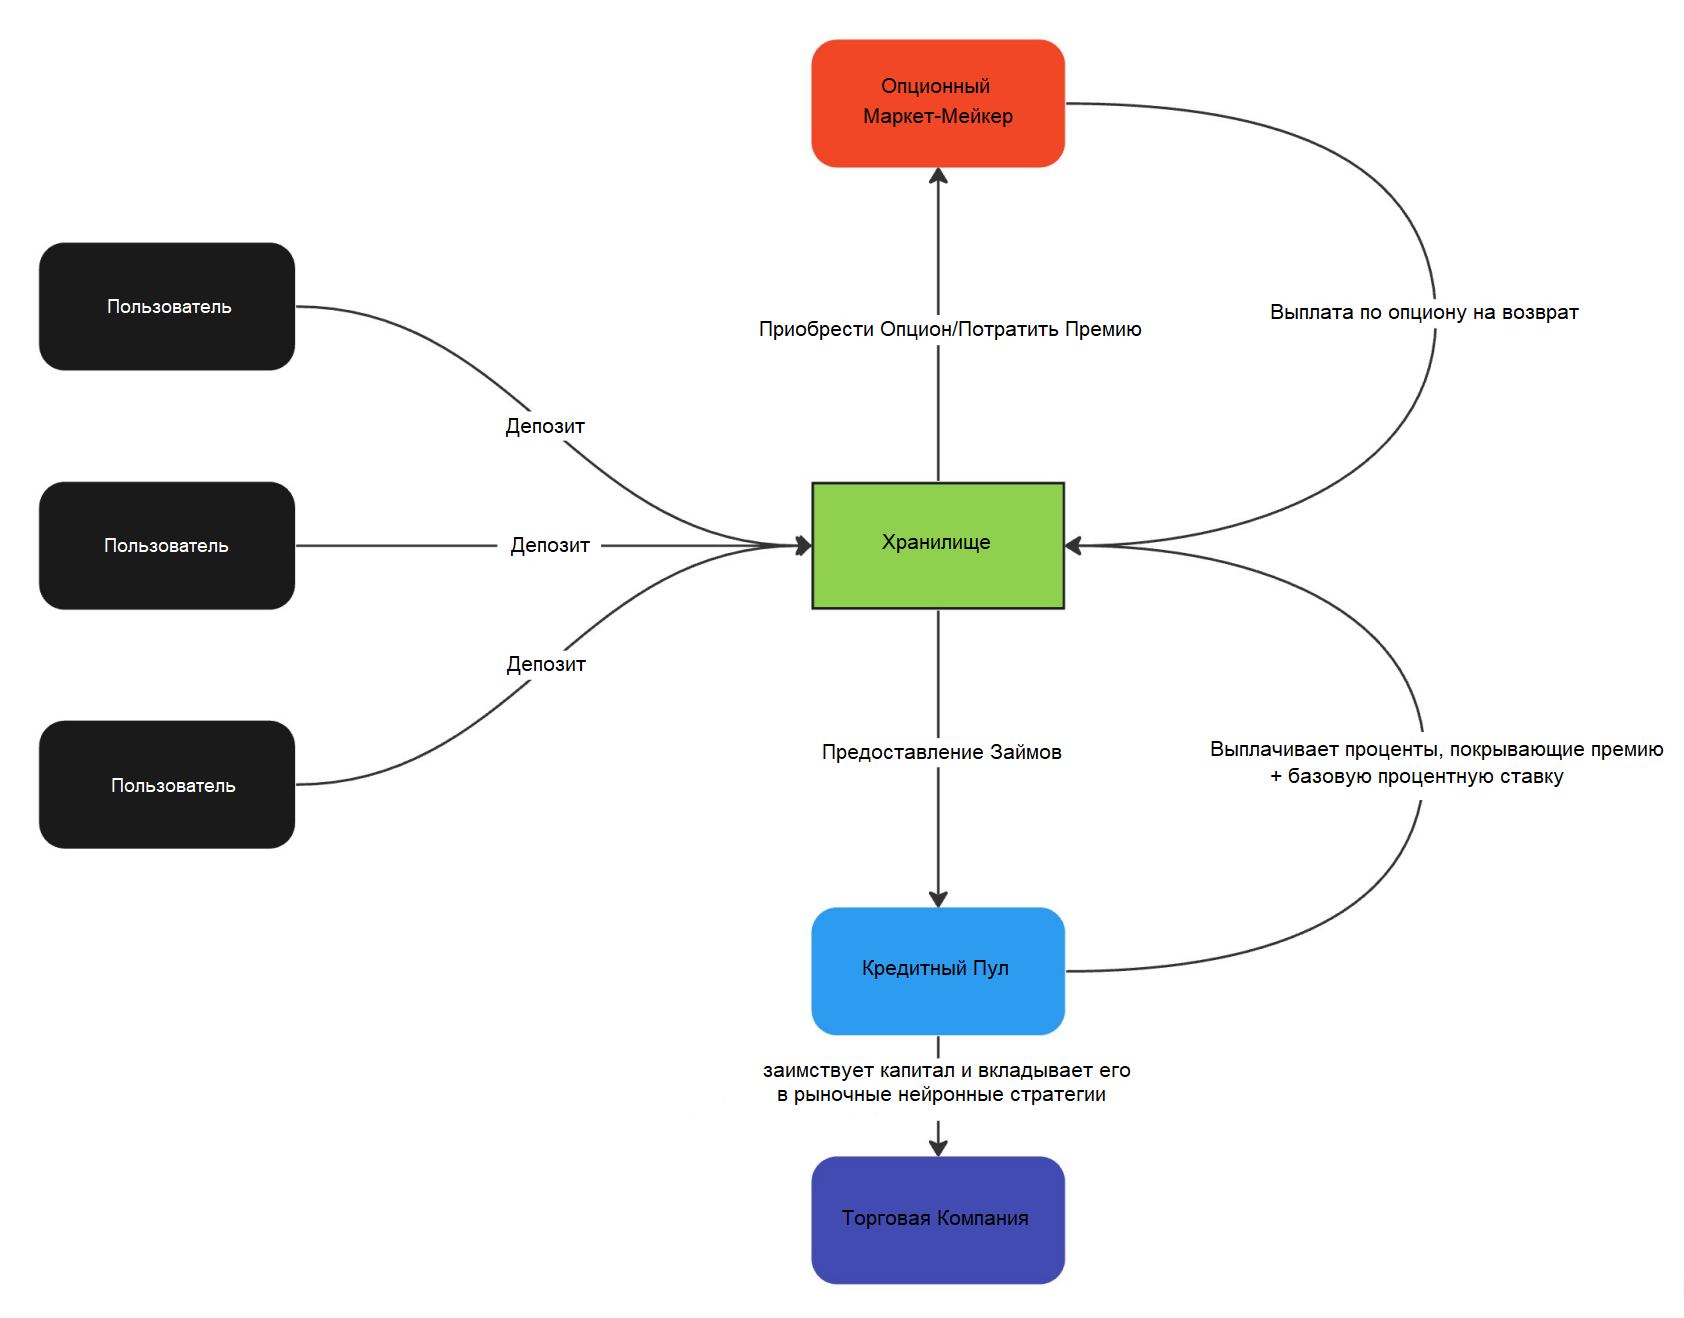 Опционный
Маркет-Мейкер
Пользователь
Выплата по опциону на возврат
Приобрести Опцион/Потратить Премию
Депозит
Пользователь
Депозит
Хранилище
Депозит
Предоставление Займов
Выплачивает проценты, покрывающие премию
+ базовую процентную ставку
Пользователь
Кредитный Пул
заимствует капитал и вкладывает его
в рыночные нейронные стратегии
Торговая Компания